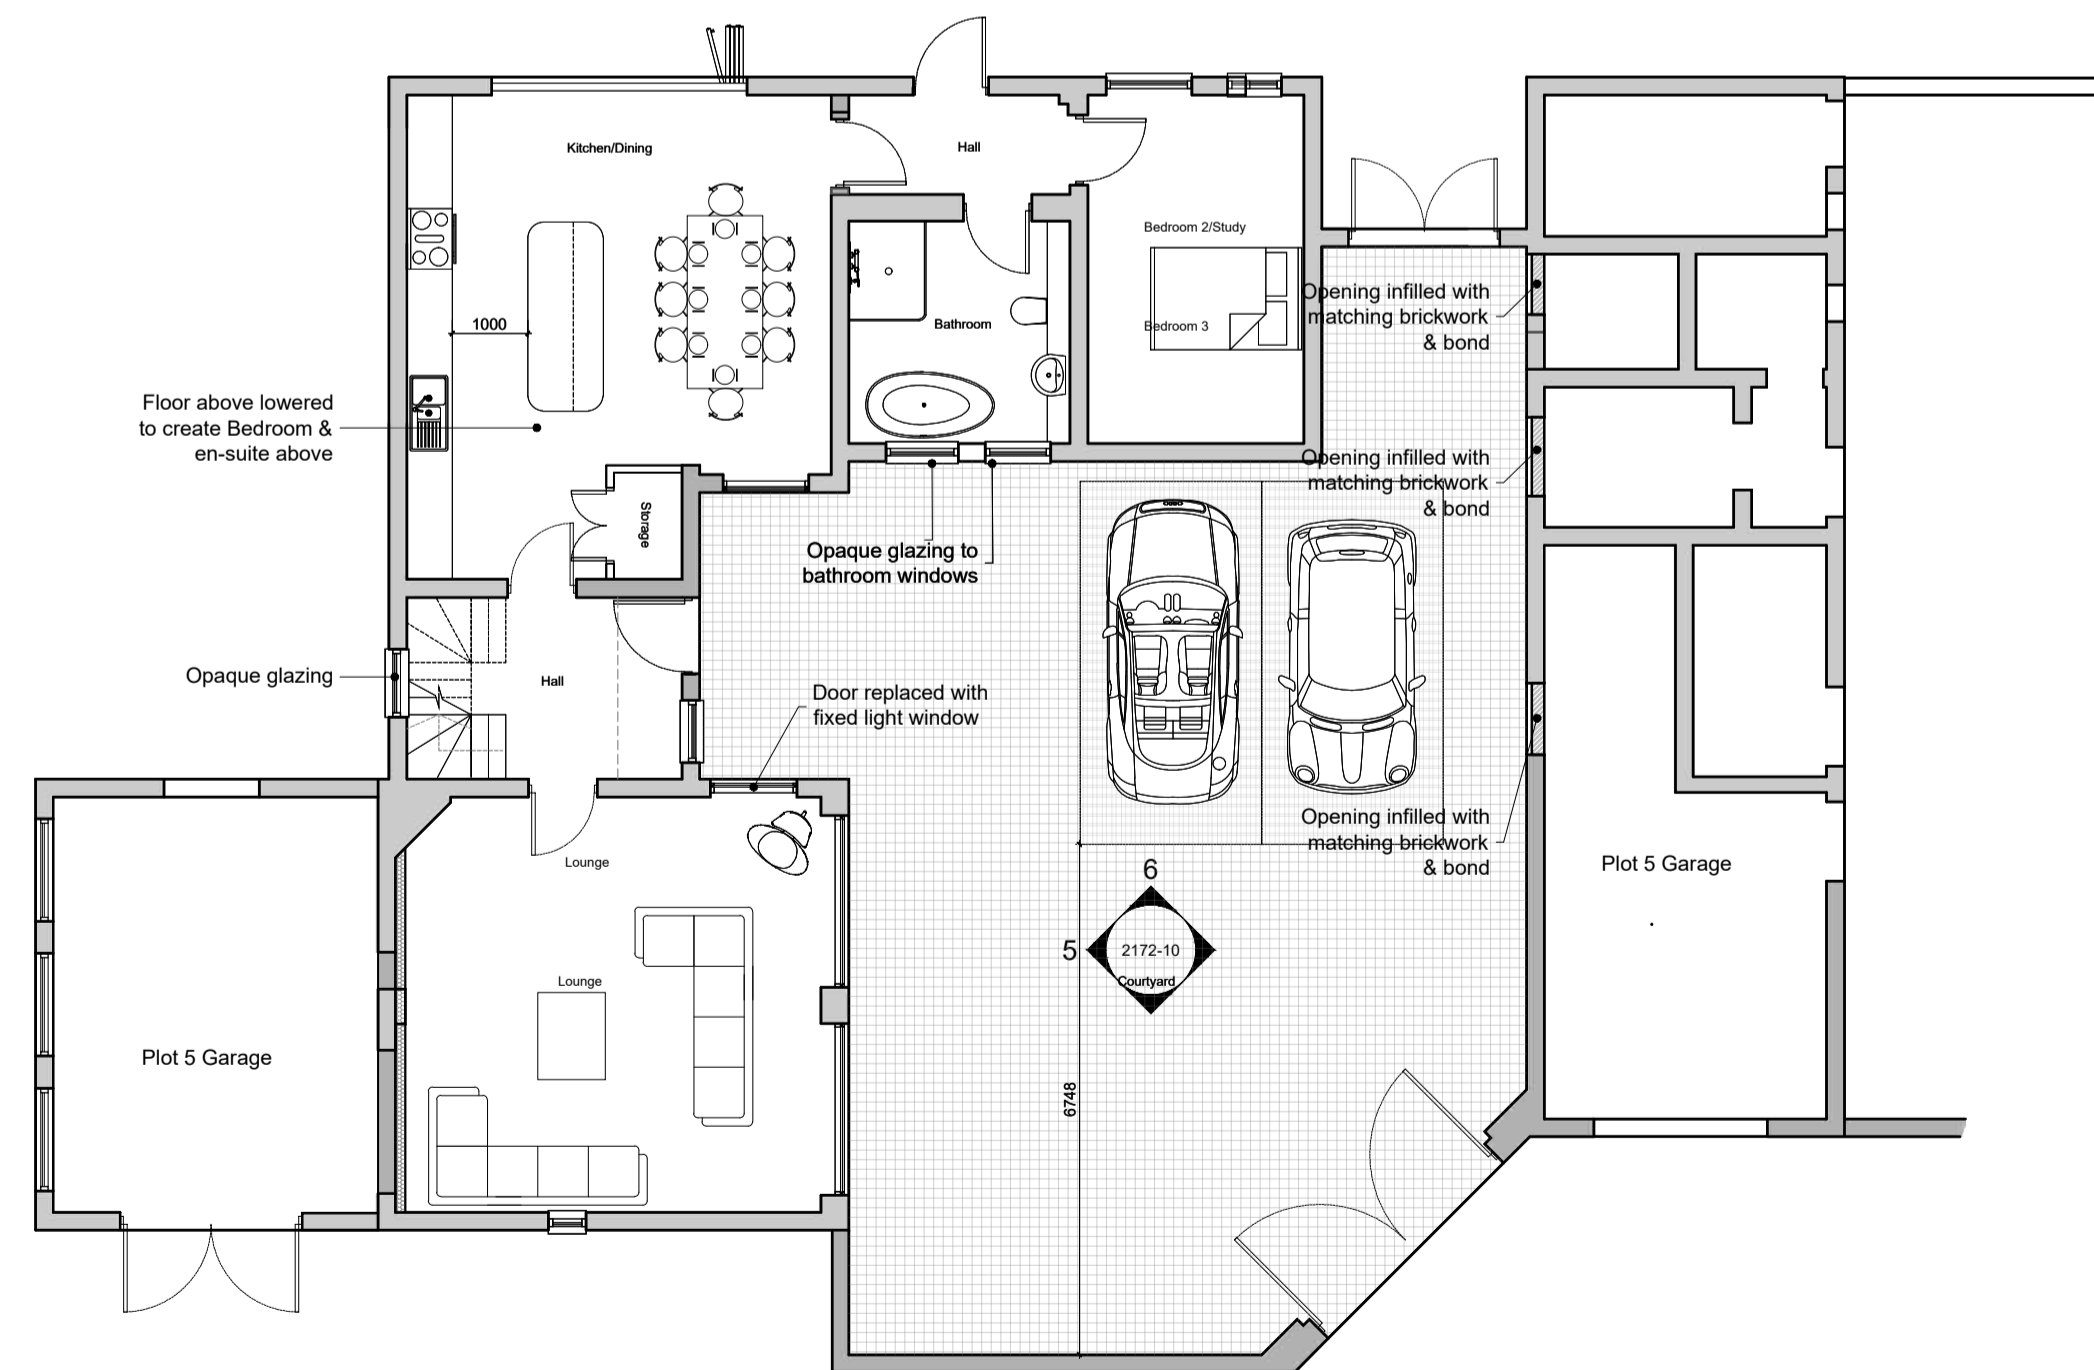 Kitchen/Dining
Hall
Bedroom 2/Study
Opening infilled with
matching brickwork
& bond
1000
Bathroom
Bedroom 3
Floor above lowered
to create Bedroom &
en-suite above
Opening infilled with
matching brickwork
& bond
Storage
Opaque glazing to
bathroom windows
Opaque glazing
Hall
Door replaced with
fixed light window
Opening infilled with
matching brickwork
& bond
Lounge
Plot 5 Garage
6
5
2172-10
Courtyard
Lounge
Plot 5 Garage
6748